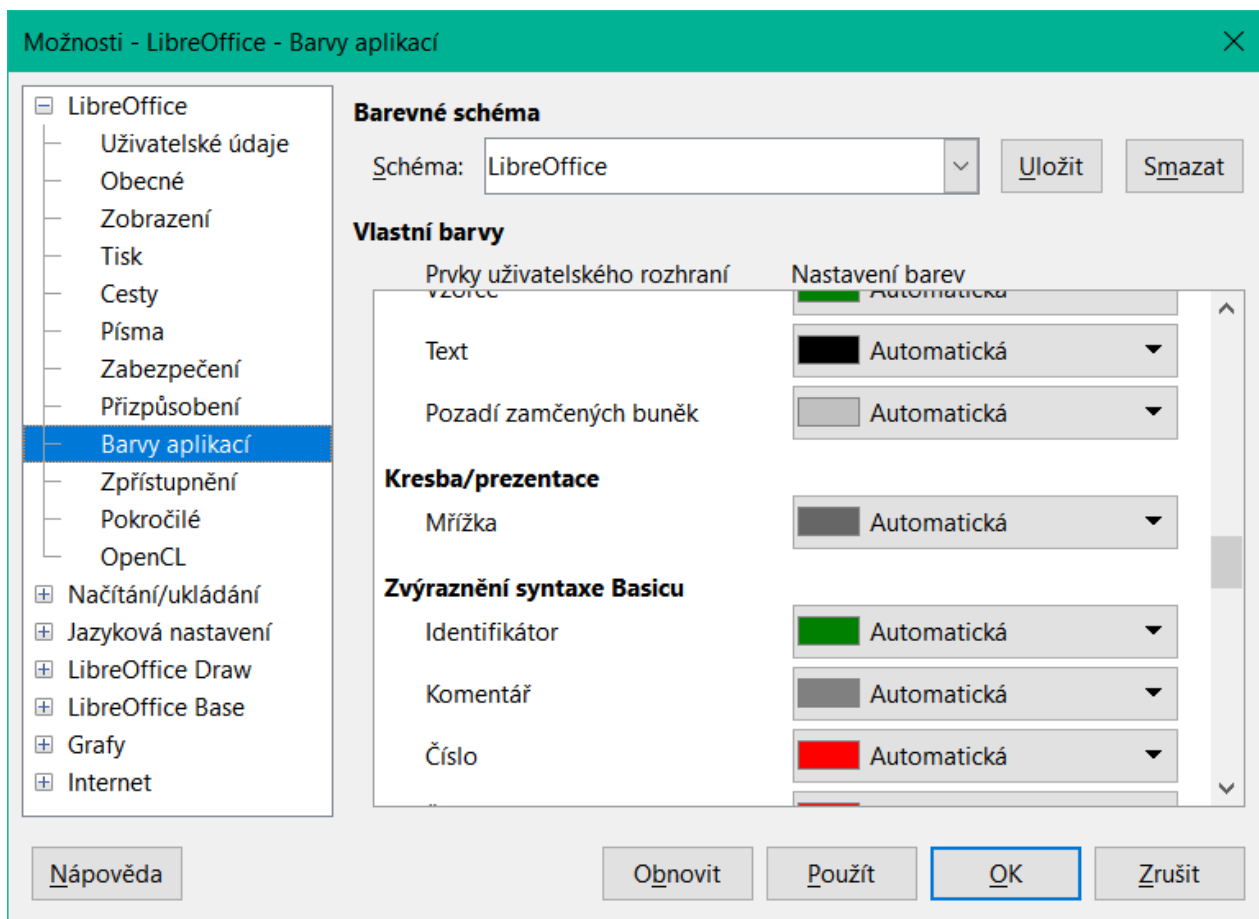 Možnosti - LibreOffice - Barvy aplikací
LibreOffice
Uživatelské údaje
Obecné
Zobrazení
Tisk
Cesty
Písma
Zabezpečení
Přizpůsobení
Barvy aplikací
Zpřístupnění
Pokročilé
OpenCL
Načítání/ukládání
Jazyková nastavení
LibreOffice Draw
LibreOffice Base
Grafy
Internet
Barevné schéma
Schéma: LibreOffice Uložit Smazat
Vlastní barvy
Prvky uživatelského rozhraní Nastavení barev
Vzorce Automatická
Text Automatická
Pozadí zamčených buněk Automatická
Kresba/prezentace
Mřížka Automatická
Zvýraznění syntaxe Basicu
Identifikátor Automatická
Komentář Automatická
Číslo Automatická
Nápověda Obnovit Použít OK Zrušit